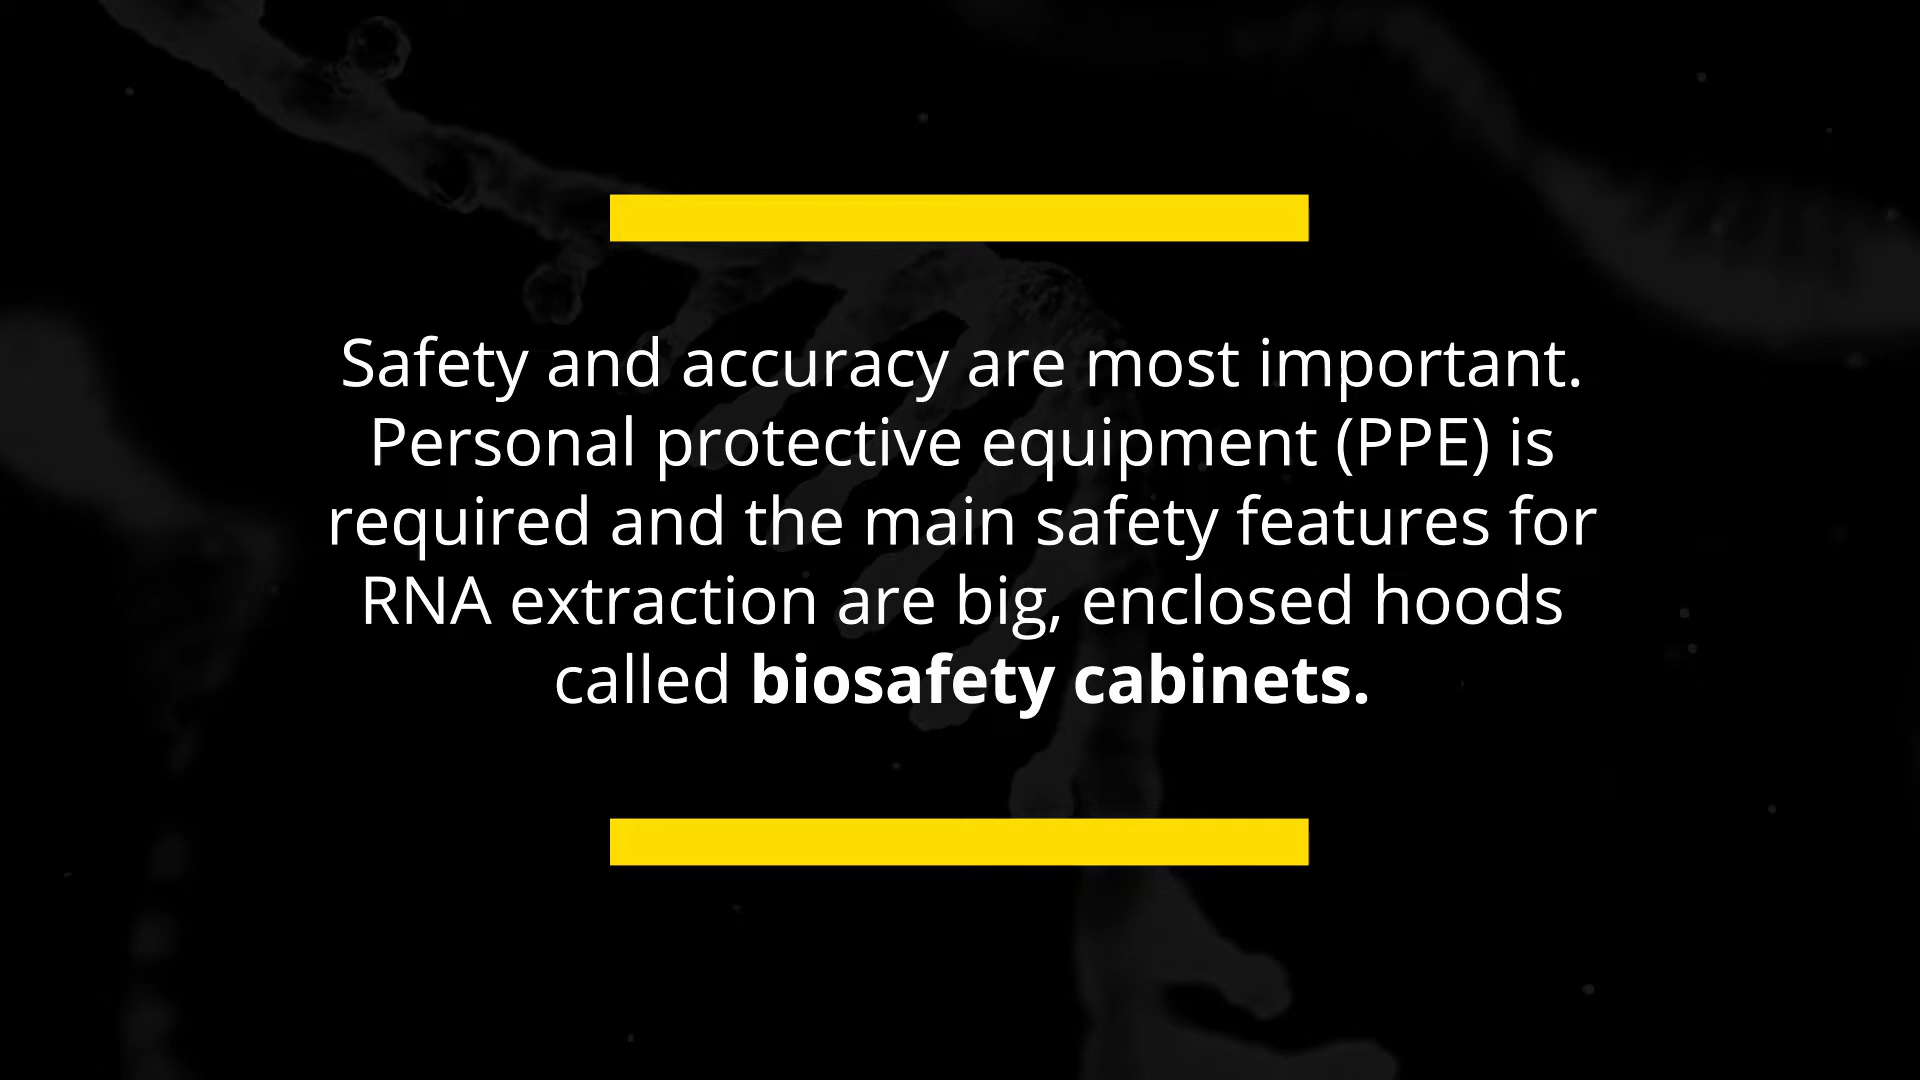 Safety and accuracy are most important.
Personal protective equipment (PPE) is
required and the main safety features for
RNA extraction are big, enclosed hoods
called biosafety cabinets.